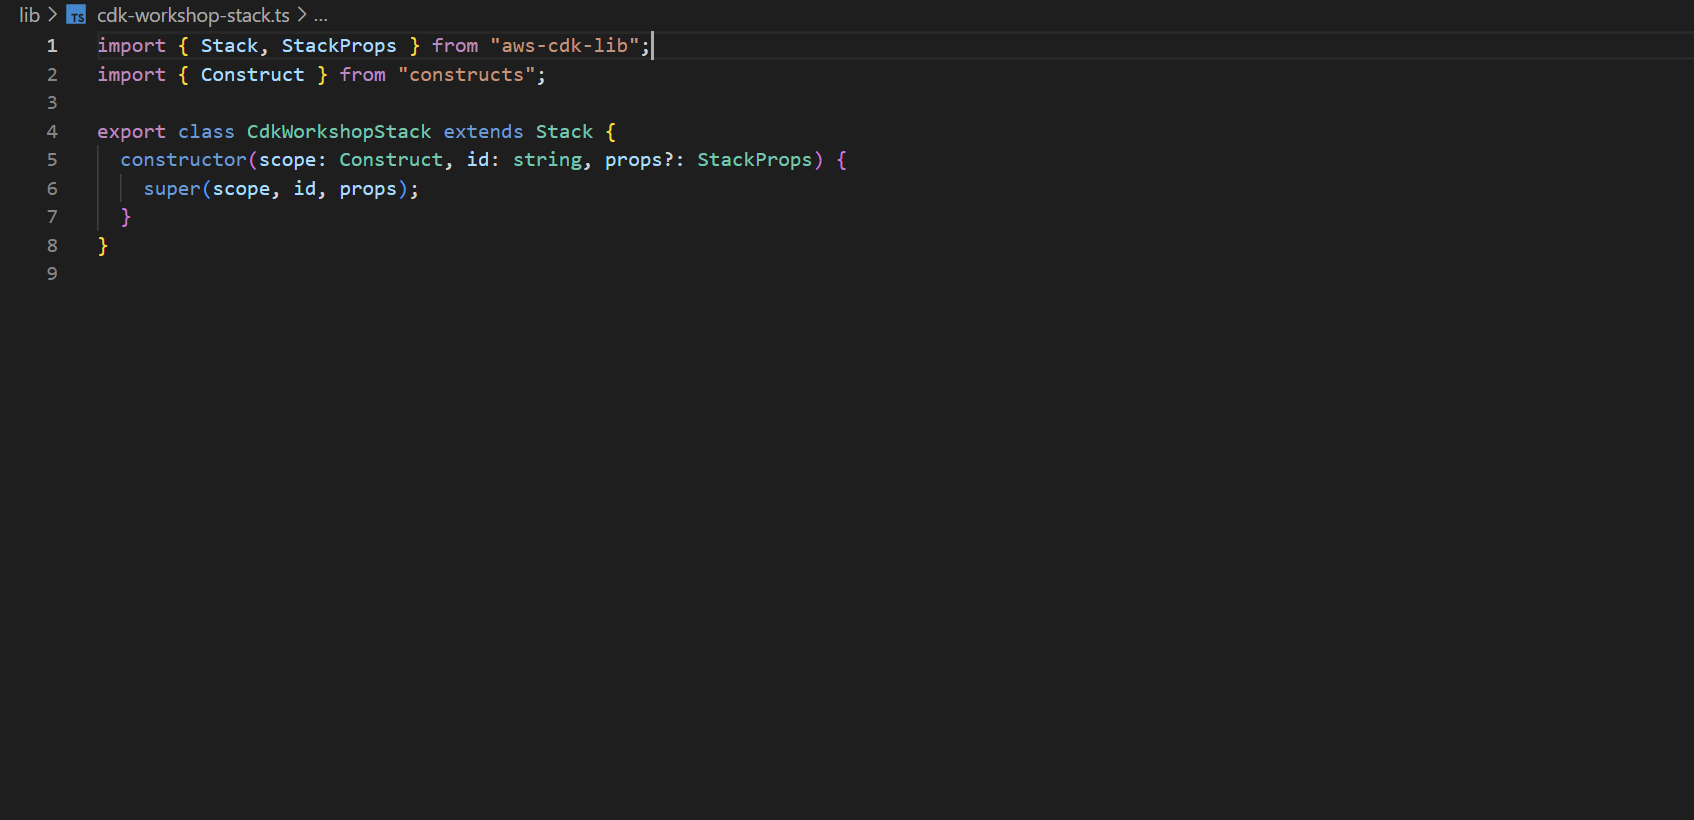 lib > TS cdk-workshop-stack.ts > ...
1 import { Stack, StackProps } from "aws-cdk-lib";
2 import { Construct } from "constructs";
3
4 export class CdkWorkshopStack extends Stack {
5   constructor(scope: Construct, id: string, props?: StackProps) {
6     super(scope, id, props);
7   }
8 }
9